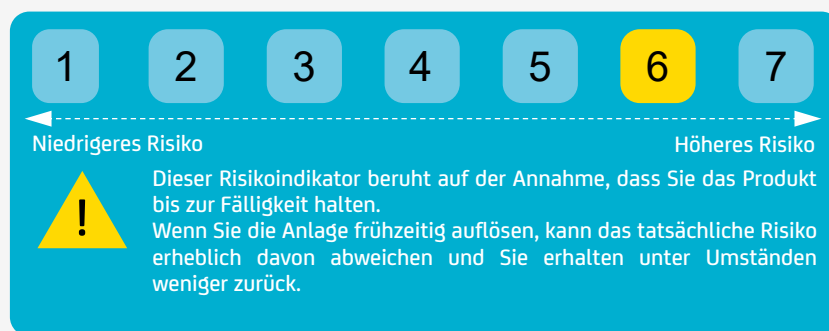 1 2 3 4 5 6 7
Niedrigeres Risiko Höheres Risiko
! Dieser Risikoindikator beruht auf der Annahme, dass Sie das Produkt
bis zur Fälligkeit halten.
Wenn Sie die Anlage frühzeitig auflösen, kann das tatsächliche Risiko
erheblich davon abweichen und Sie erhalten unter Umständen
weniger zurück.